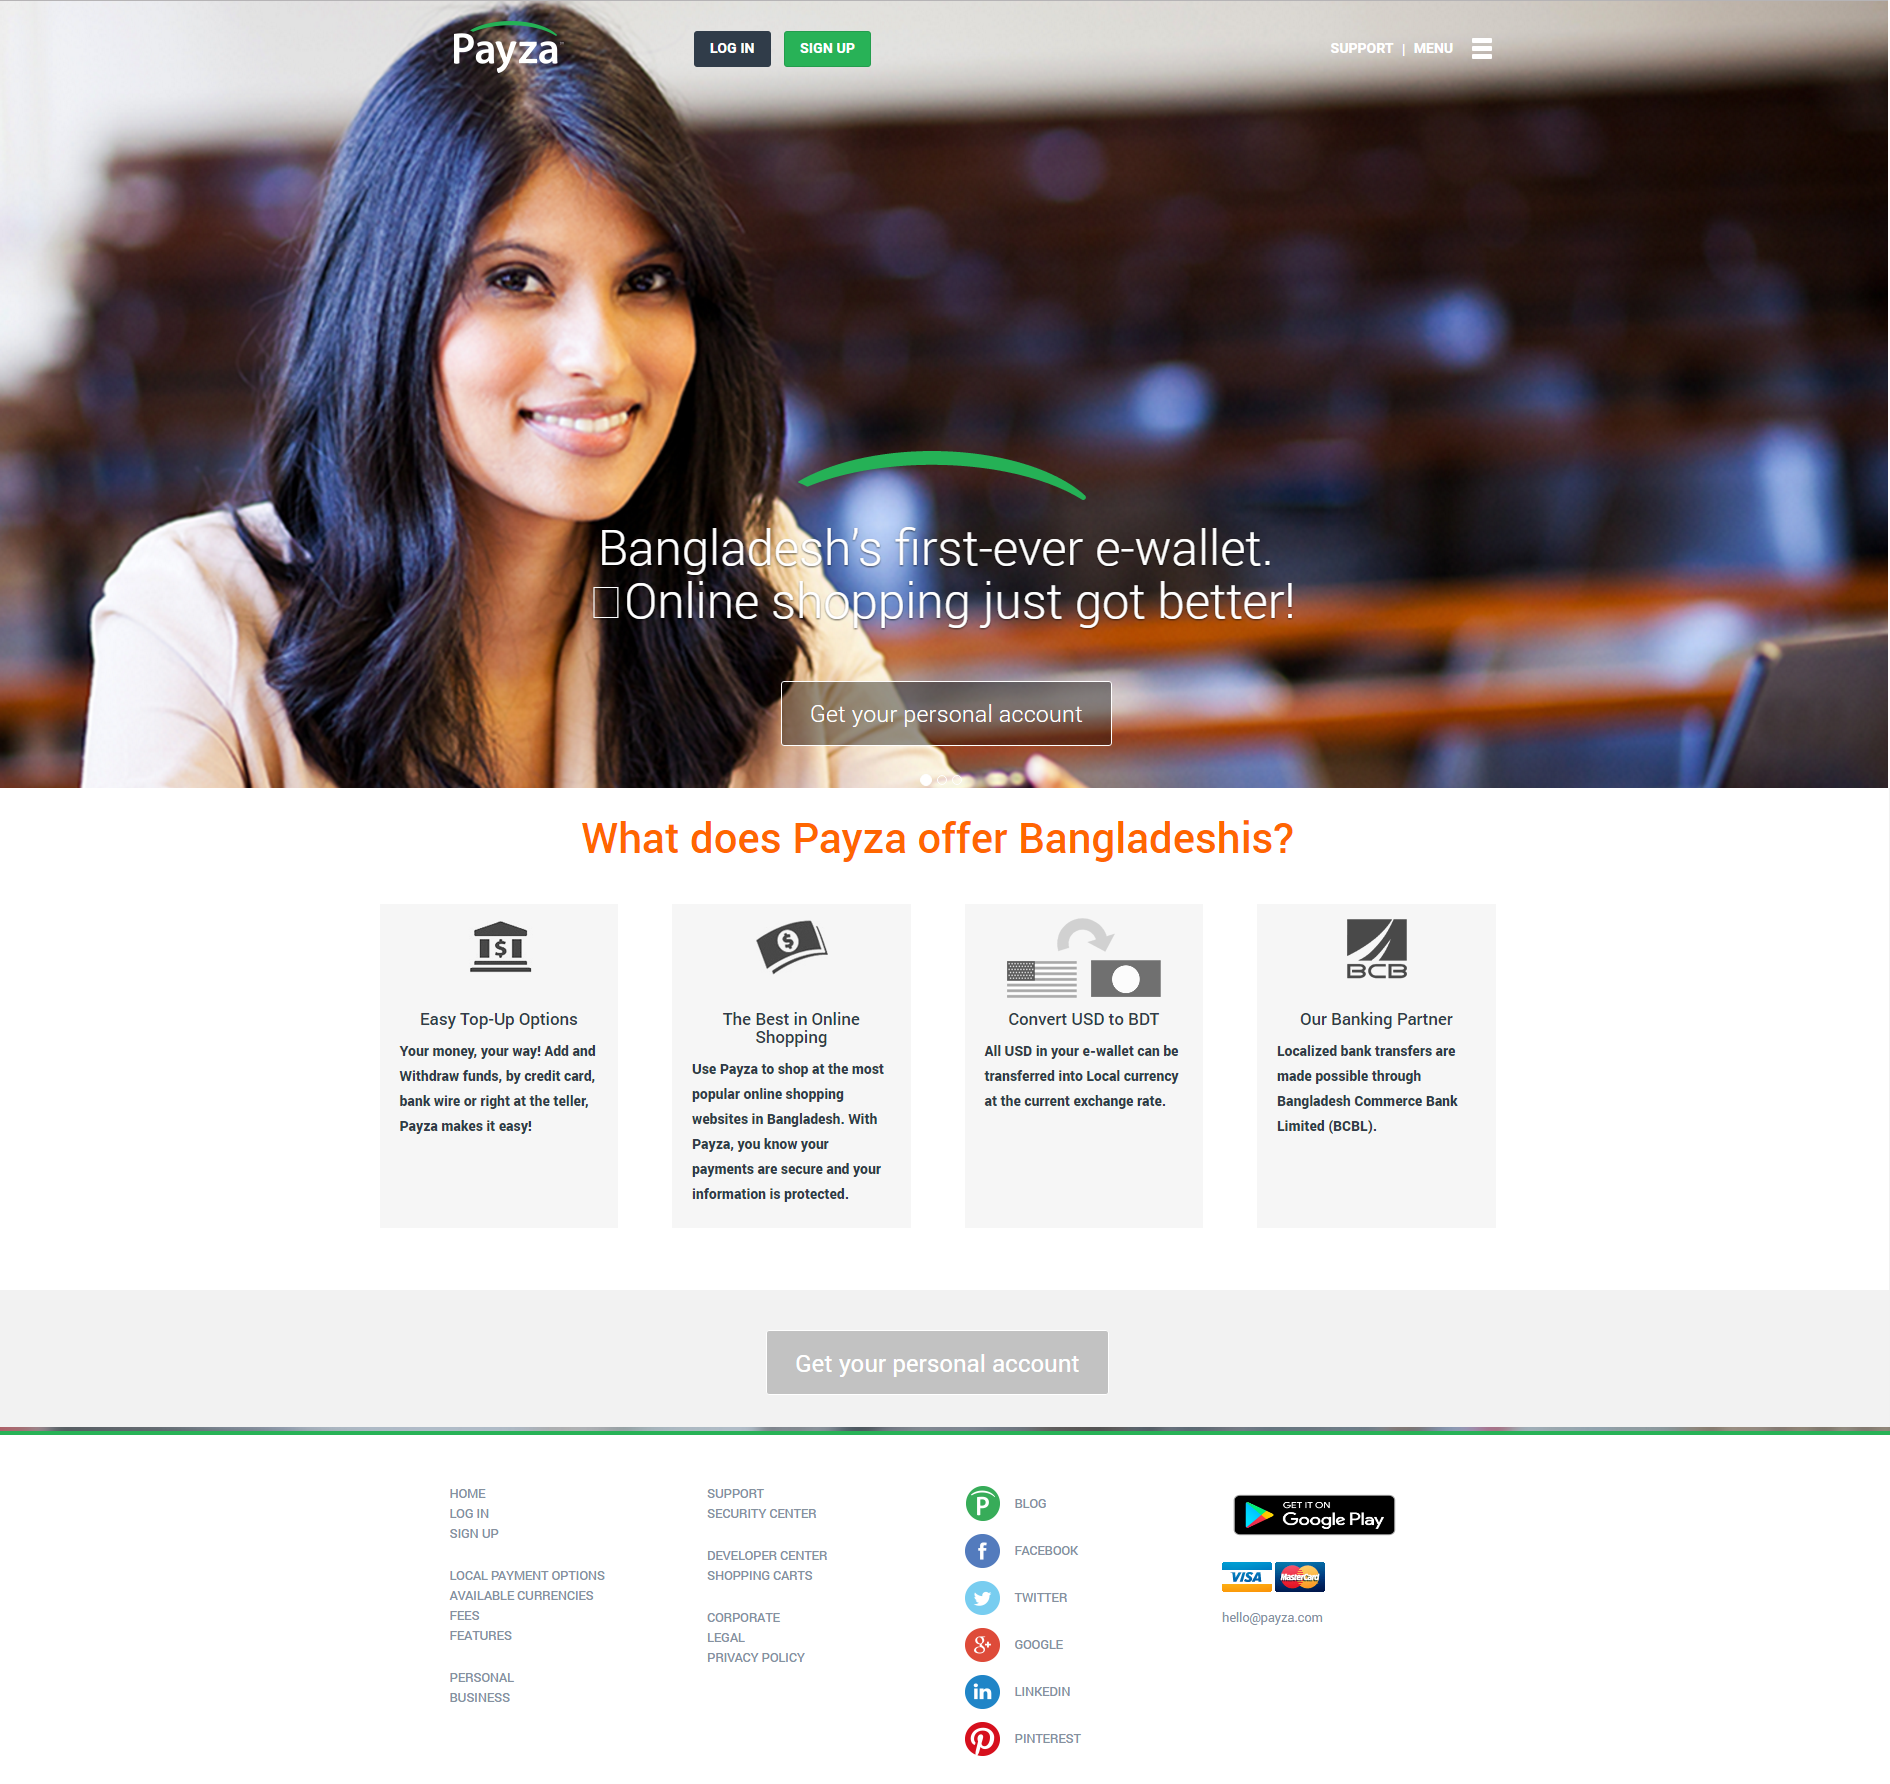 Payza
LOG IN
SIGN UP
SUPPORT | MENU
Bangladesh's first-ever e-wallet.
Online shopping just got better!
Get your personal account
What does Payza offer Bangladeshis?
Easy Top-Up Options
Your money, your way! Add and
Withdraw funds, by credit card,
bank wire or right at the teller,
Payza makes it easy!
The Best in Online
Shopping
Use Payza to shop at the most
popular online shopping
websites in Bangladesh. With
Payza, you know your
payments are secure and your
information is protected.
Convert USD to BDT
All USD in your e-wallet can be
transferred into Local currency
at the current exchange rate.
BCB
Our Banking Partner
Localized bank transfers are
made possible through
Bangladesh Commerce Bank
Limited (BCBL).
Get your personal account
HOME
LOG IN
SIGN UP
LOCAL PAYMENT OPTIONS
AVAILABLE CURRENCIES
FEES
FEATURES
PERSONAL
BUSINESS
SUPPORT
SECURITY CENTER
DEVELOPER CENTER
SHOPPING CARTS
CORPORATE
LEGAL
PRIVACY POLICY
BLOG
FACEBOOK
TWITTER
GOOGLE
LINKEDIN
PINTEREST
GET IT ON
Google Play
VISA MasterCard
hello@payza.com